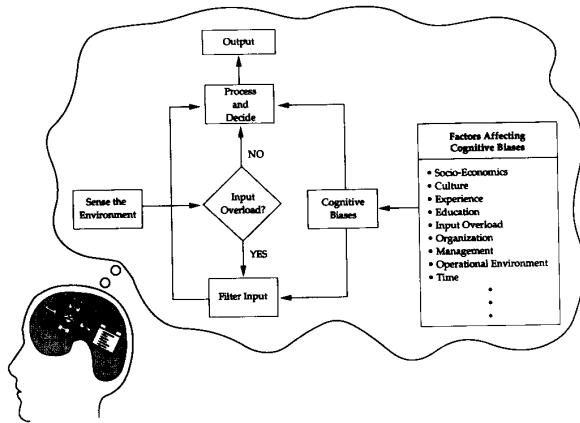 Output
Process
and
Decide
NO
Sense the
Environment
Input
Overload?
Cognitive
Biases
YES
Filter Input
Factors Affecting
Cognitive Biases
• Socio-Economics
• Culture
• Experience
• Education
• Input Overload
• Organization
• Management
• Operational Environment
• Time
•
•
•